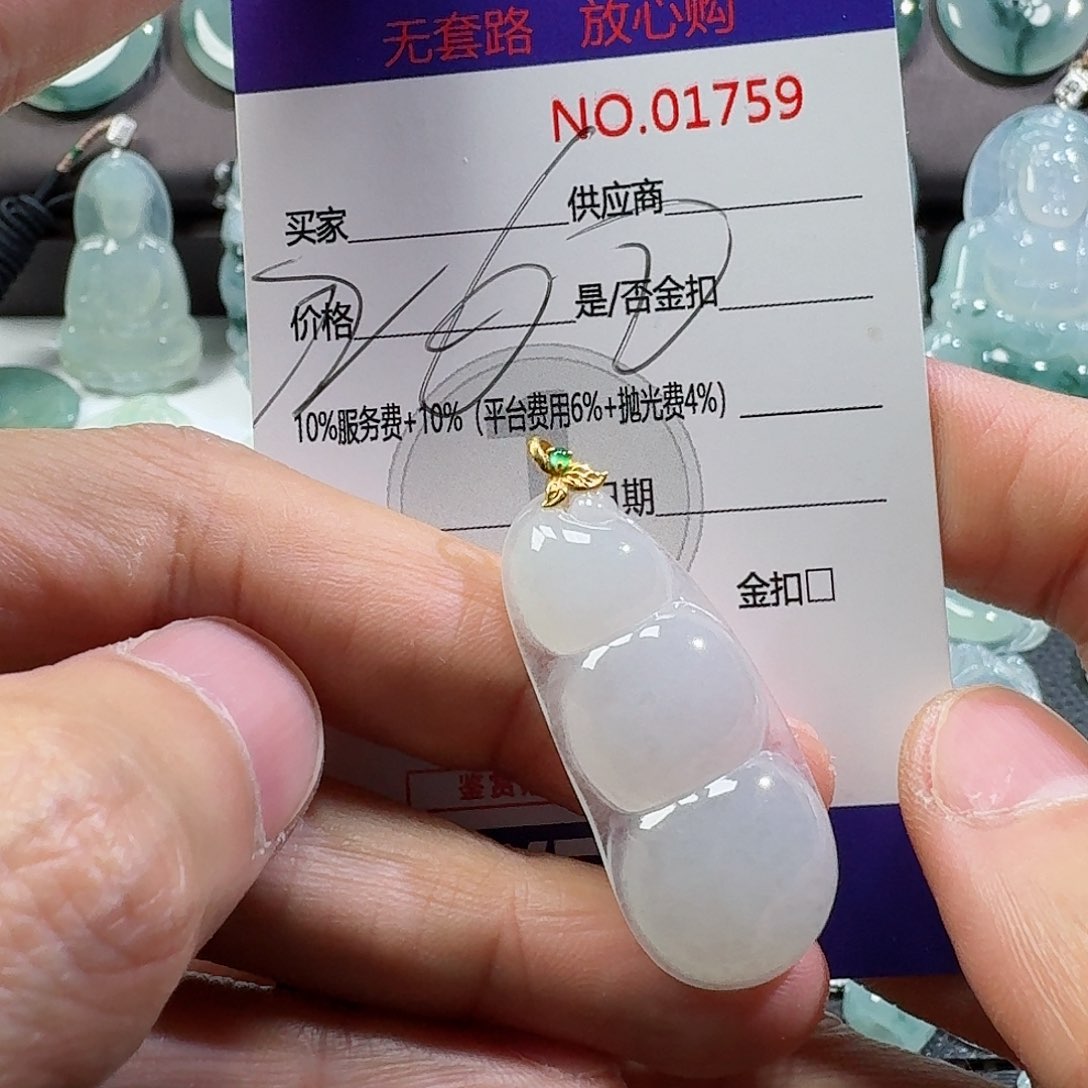 无套路 放心购
NO.01759
买家 供应商
价格 是/否金扣
10%服务费+10%（平台费用6%+抛光费4%）
期
金扣□